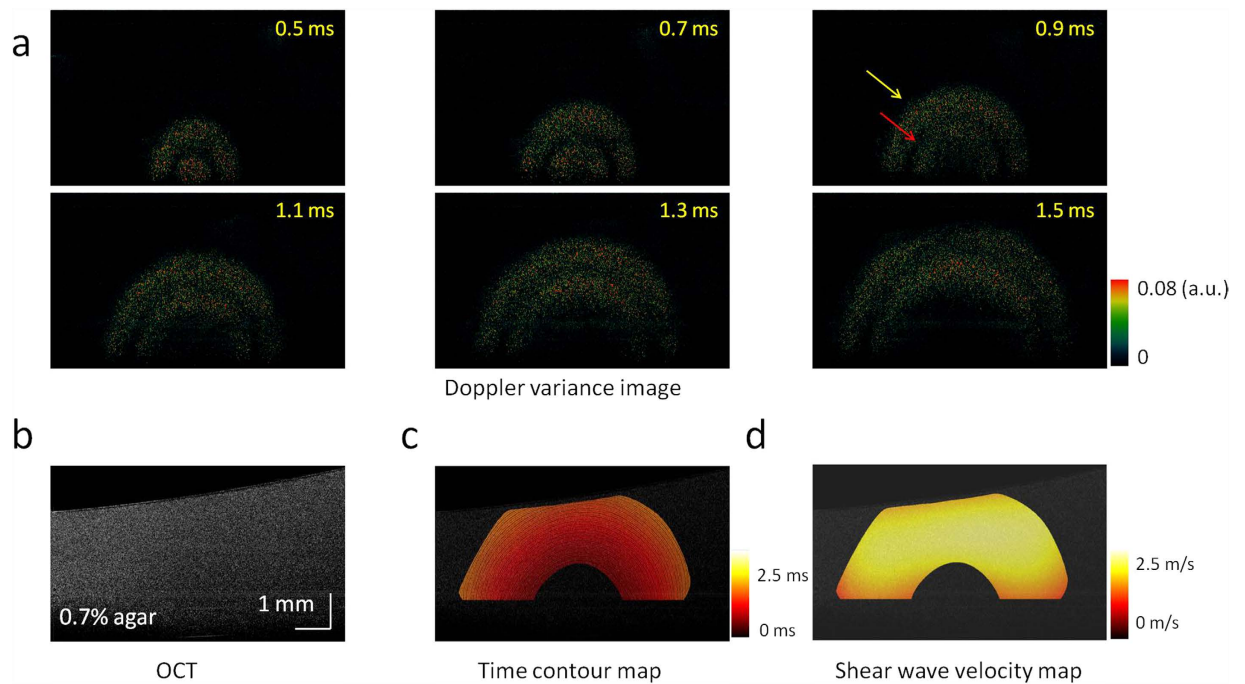 a
0.5 ms
0.7 ms
0.9 ms
1.1 ms
1.3 ms
1.5 ms
0.08 (a.u.)
0
Doppler variance image
b
c
d
0.7% agar
1 mm
2.5 ms
0 ms
2.5 m/s
0 m/s
OCT
Time contour map
Shear wave velocity map